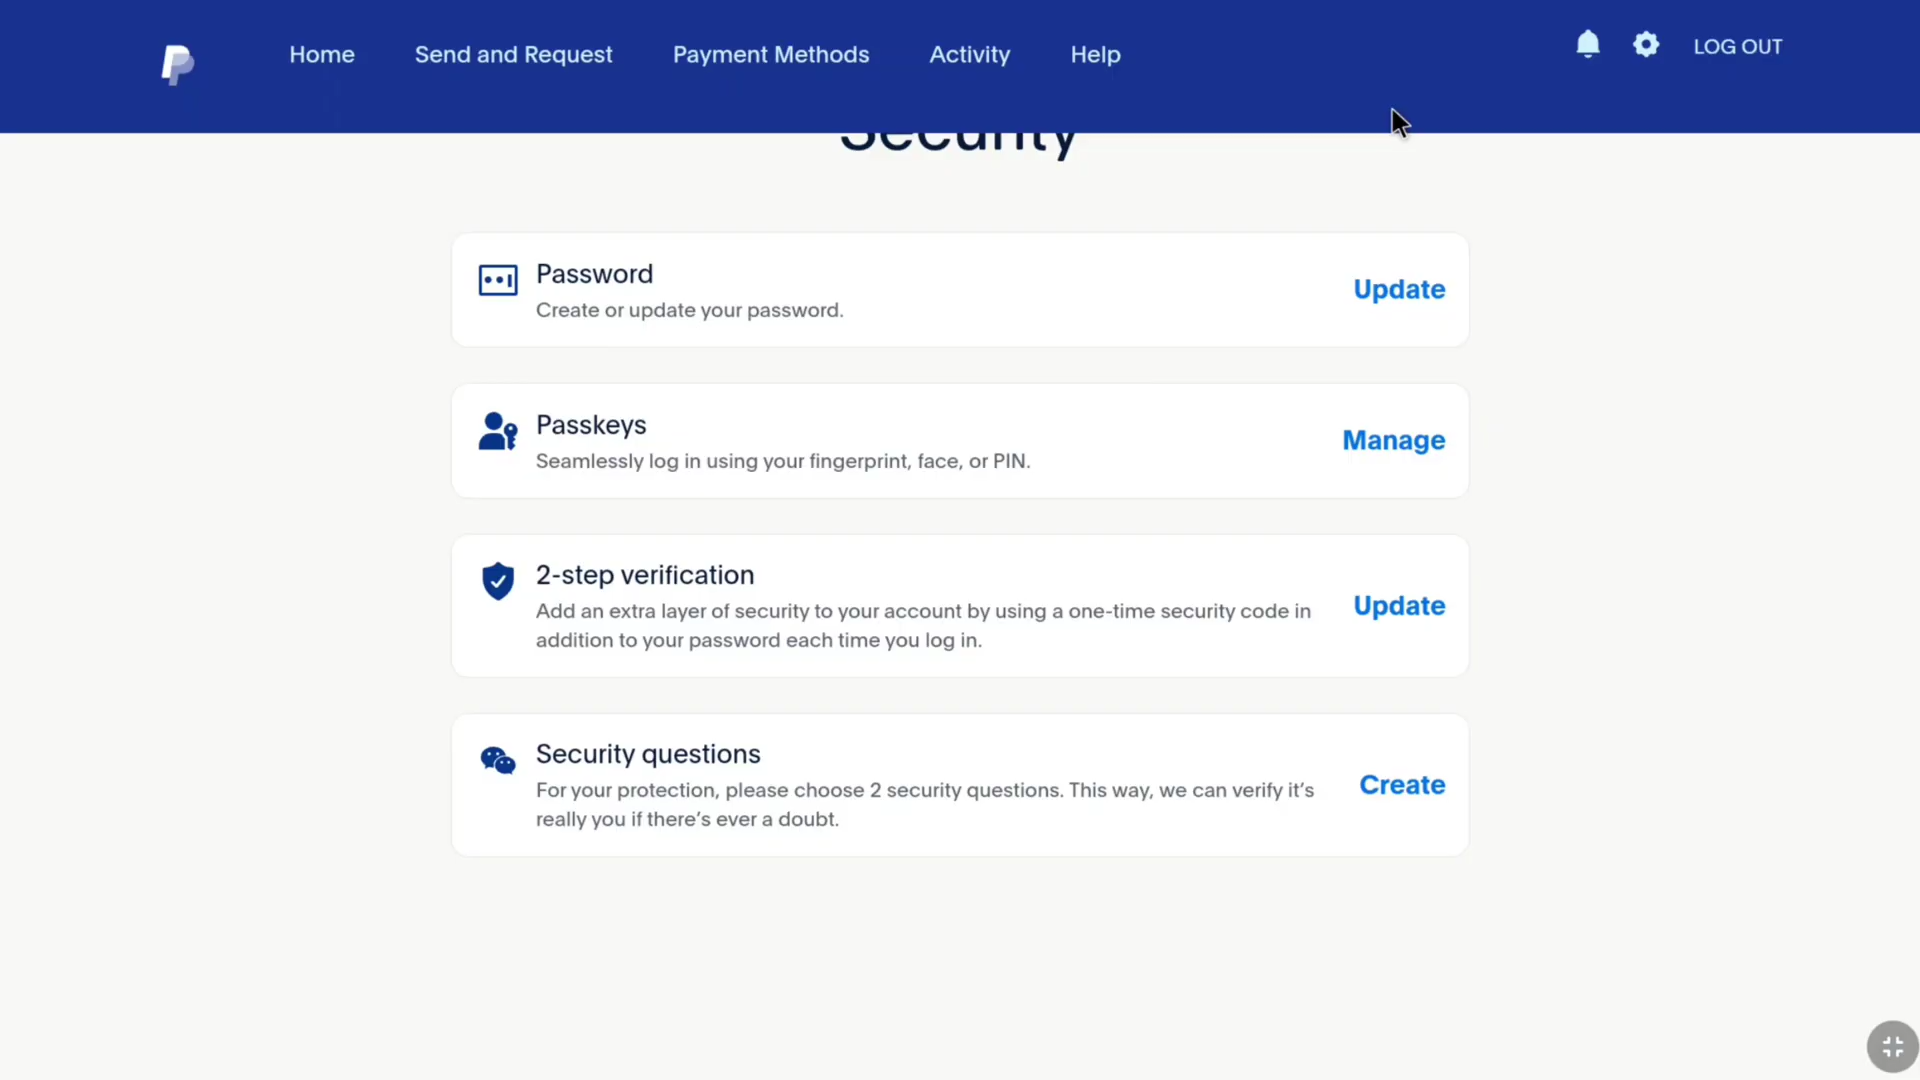 Home
Send and Request
Payment Methods
Activity
Help
LOG OUT
Security
Password
Create or update your password.
Update
Passkeys
Seamlessly log in using your fingerprint, face, or PIN.
Manage
2-step verification
Add an extra layer of security to your account by using a one-time security code in
addition to your password each time you log in.
Update
Security questions
For your protection, please choose 2 security questions. This way, we can verify it’s
really you if there’s ever a doubt.
Create